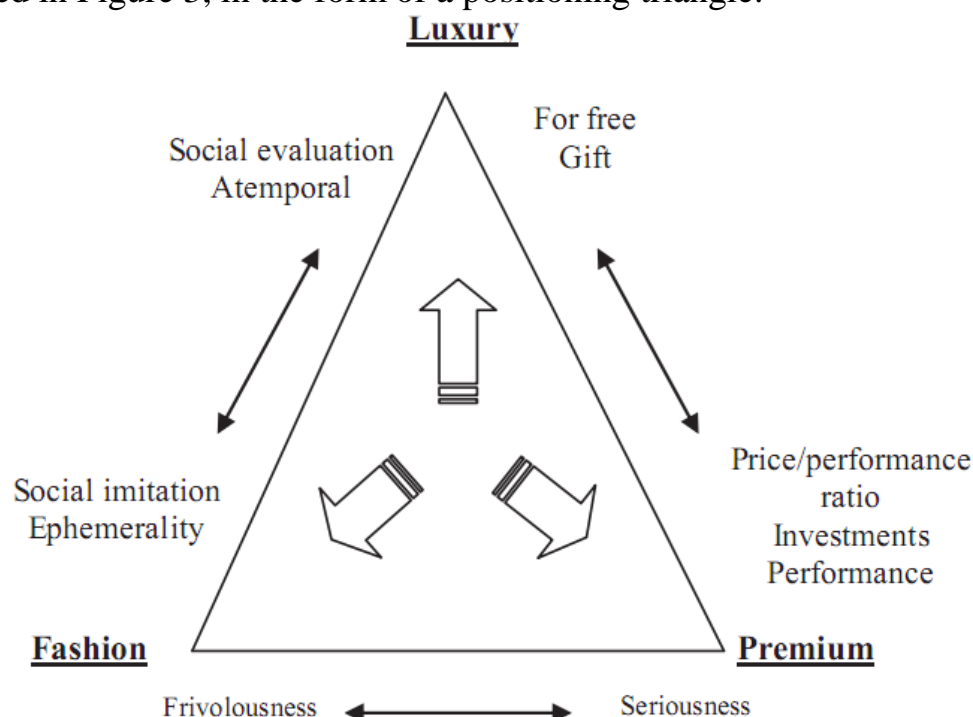 ed in Figure 3, in the form of a positioning triangle.
Luxury
For free
Gift
Social evaluation
Atemporal
Price/performance
ratio
Investments
Performance
Social imitation
Ephemerality
Fashion
Premium
Frivolousness
Seriousness